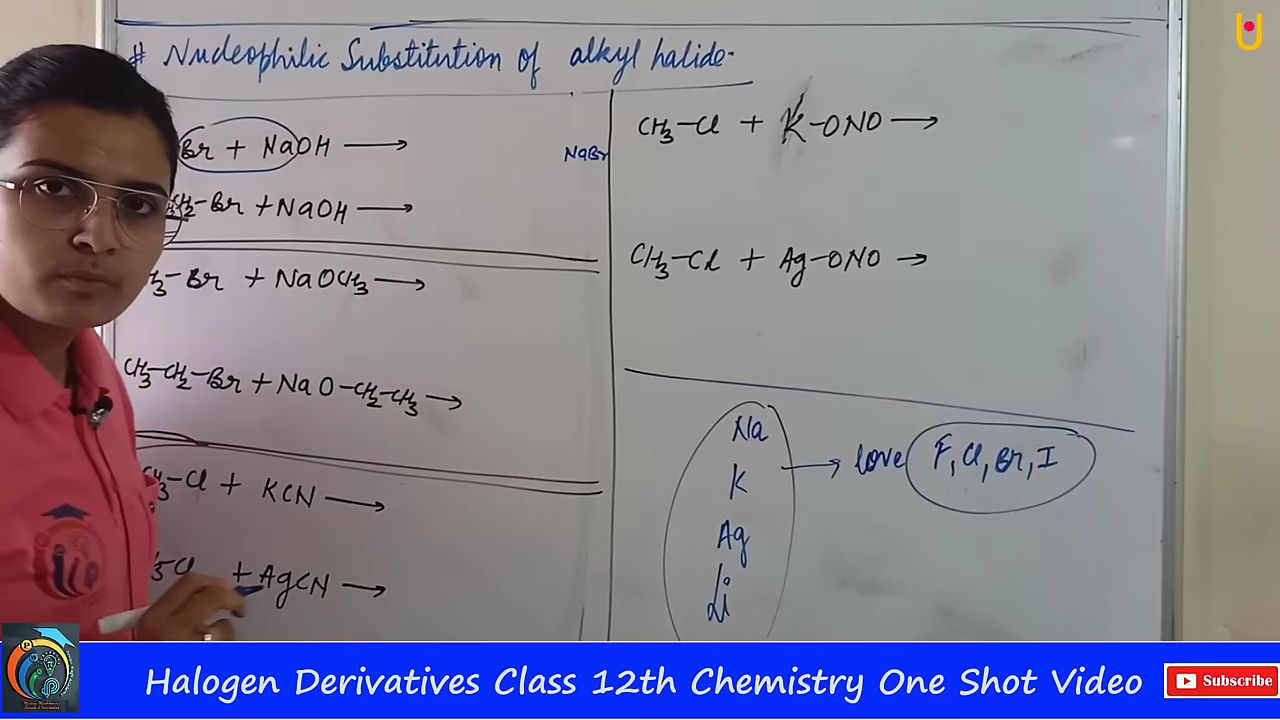 # Nucleophilic Substitution of alkyl halide-
Br + NaOH ⟶
NaBr
CH₂-Br + NaOH ⟶
-Br + NaOCH₃ ⟶
CH₃-CH₂-Br + NaO-CH₂-CH₃ ⟶
CH₃-Cl + KCN ⟶
Cl + AgCN ⟶
CH₃-Cl + K-ONO ⟶
CH₃-Cl + Ag-ONO →
Na
K → love F, Cl, Br, I
Ag
Li
Halogen Derivatives Class 12th Chemistry One Shot Video
Subscribe